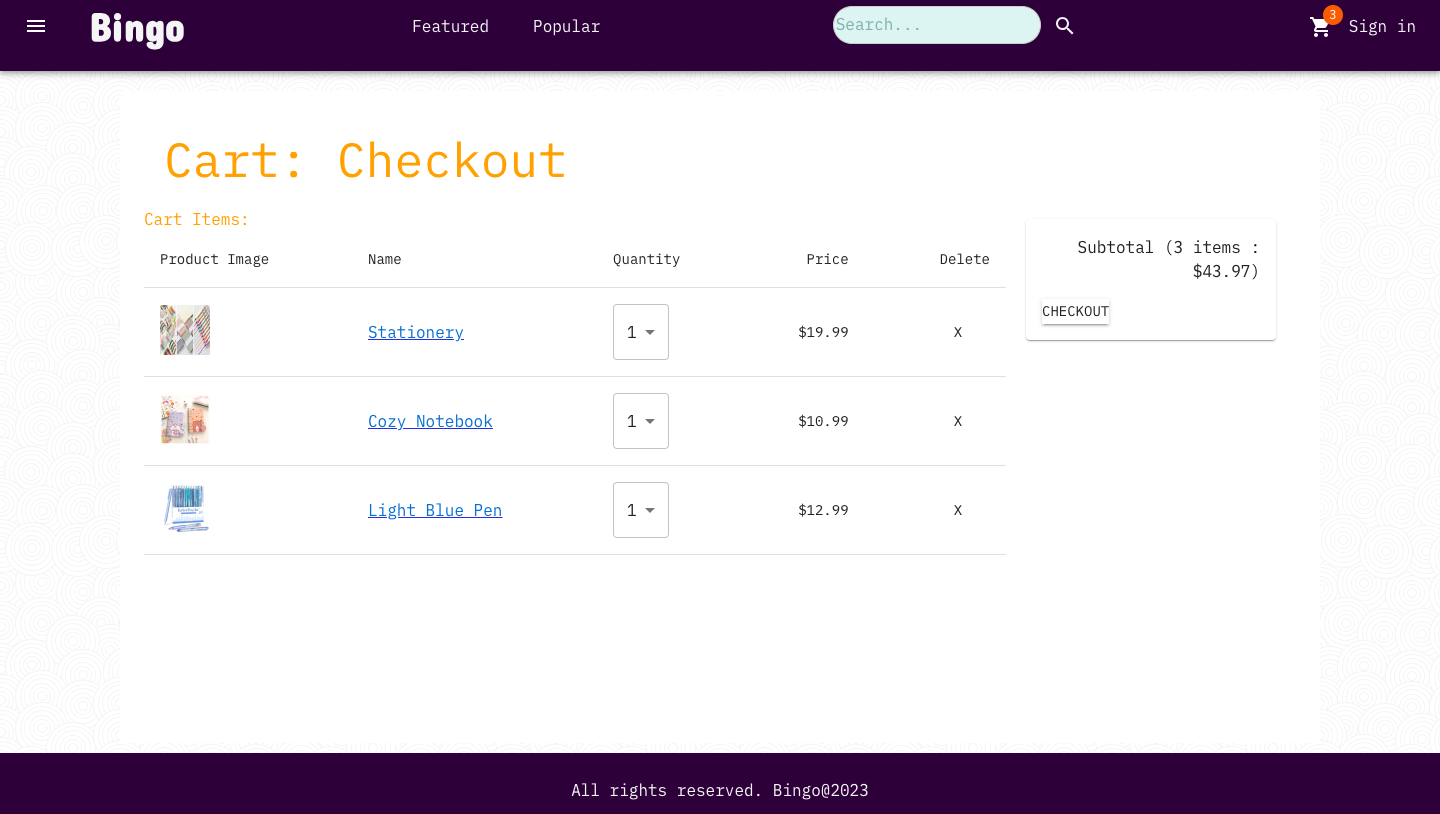 Bingo
Featured
Popular
Search...
3
Sign in
Cart: Checkout
Cart Items:
Product Image Name Quantity Price Delete
Stationery 1 $19.99 X
Cozy Notebook 1 $10.99 X
Light Blue Pen 1 $12.99 X
Subtotal (3 items :
$43.97)
CHECKOUT
All rights reserved. Bingo@2023